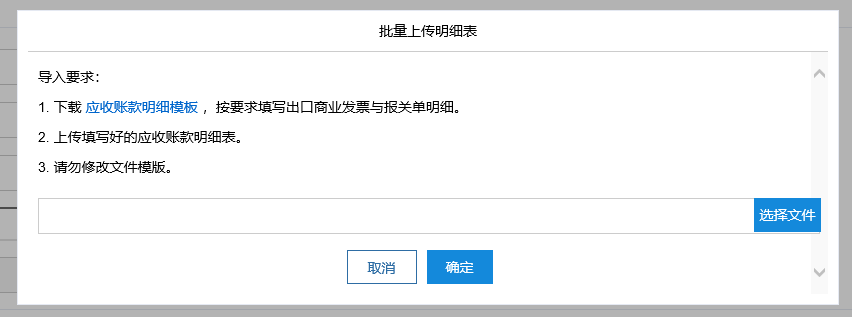 批量上传明细表
导入要求：
1. 下载 应收账款明细模板 ，按要求填写出口商业发票与报关单明细。
2. 上传填写好的应收账款明细表。
3. 请勿修改文件模版。
选择文件
取消 确定